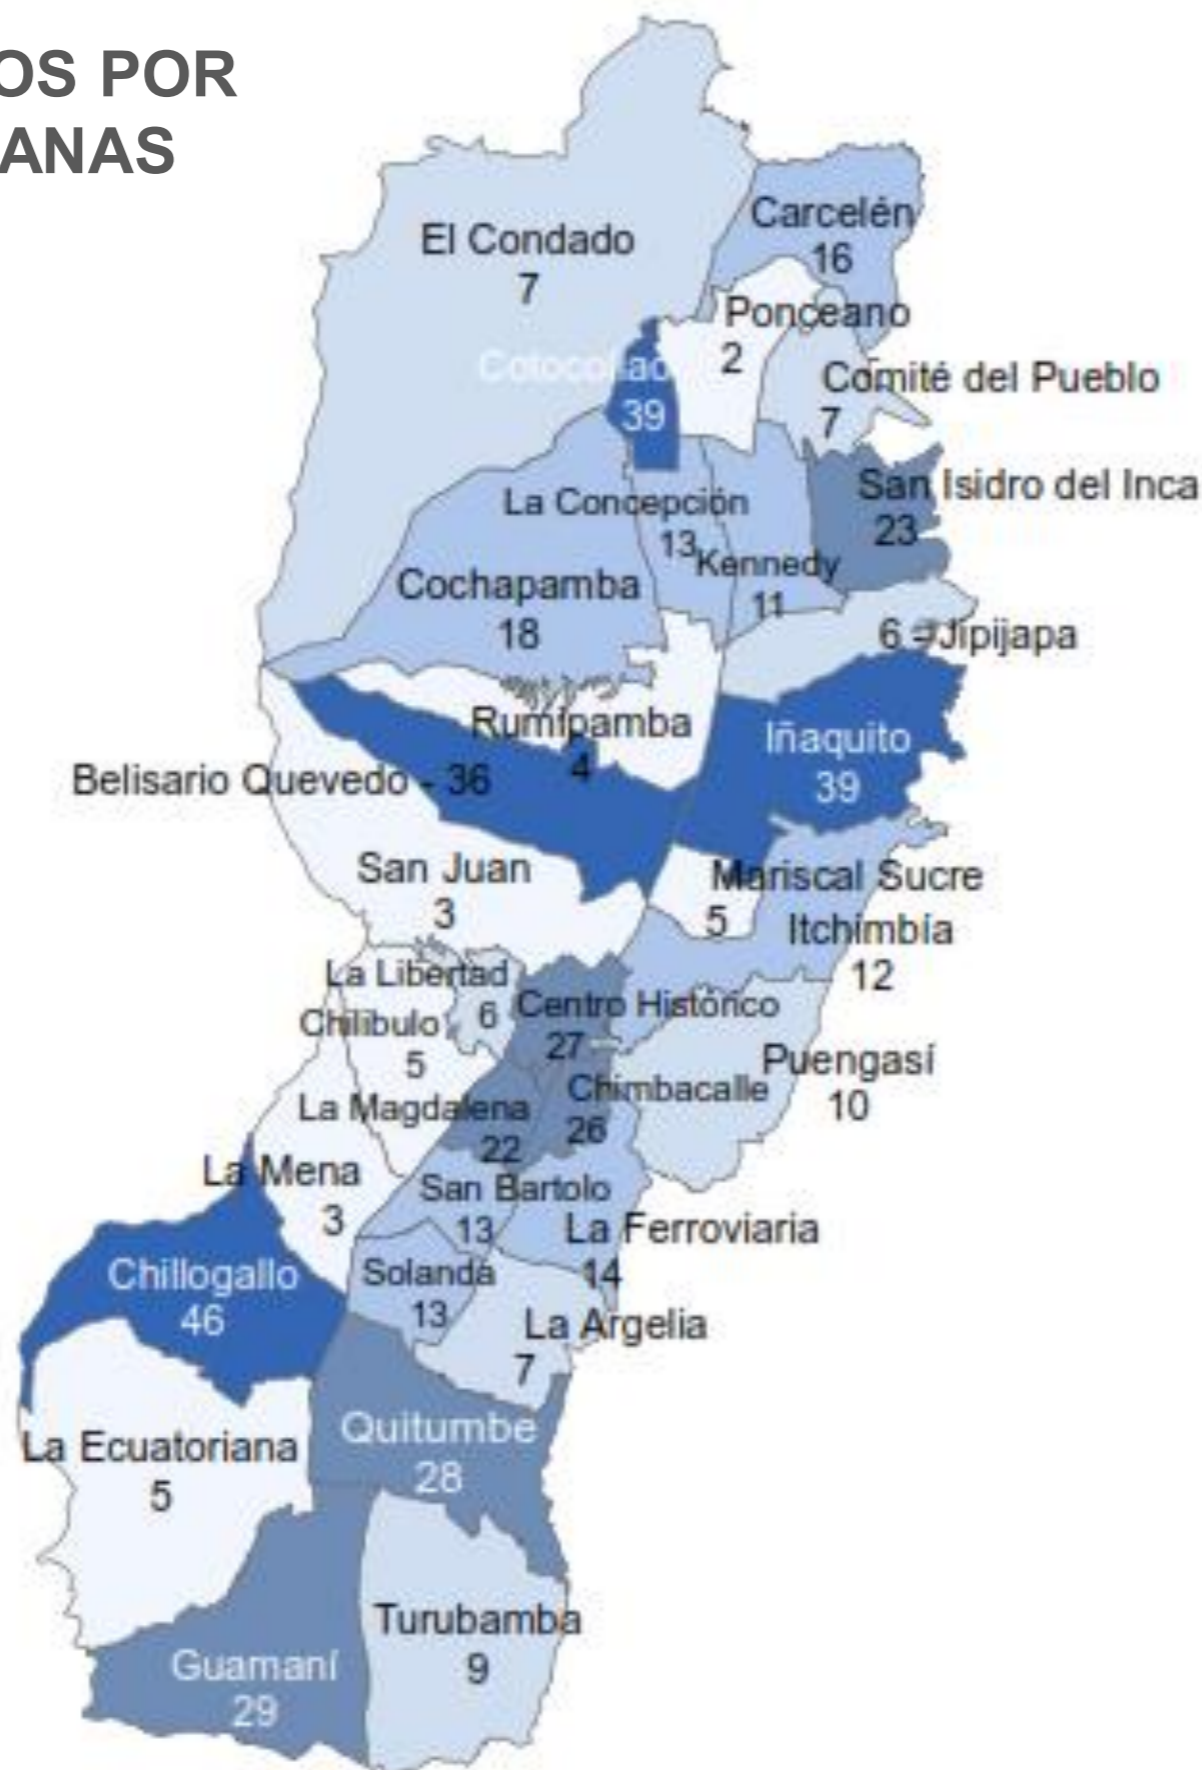 OS POR
ANAS
El Condado
7
Carcelén
16
Ponceano
2
Cotocollao
39
Comité del Pueblo
7
San Isidro del Inca
23
La Concepción
13
Kennedy
11
Cochapamba
18
6 - Jipijapa
Rumipamba
4
Iñaquito
39
Belisario Quevedo - 36
San Juan
3
Mariscal Sucre
5
Itchimbía
12
La Libertad
6
Centro Histórico
27
Chilibulo
5
Puengasí
10
Chimbacalle
26
La Magdalena
22
La Mena
3
San Bartolo
13
La Ferroviaria
14
Chillogallo
46
Solanda
13
La Argelia
7
Quitumbe
28
La Ecuatoriana
5
Turubamba
9
Guamaní
29